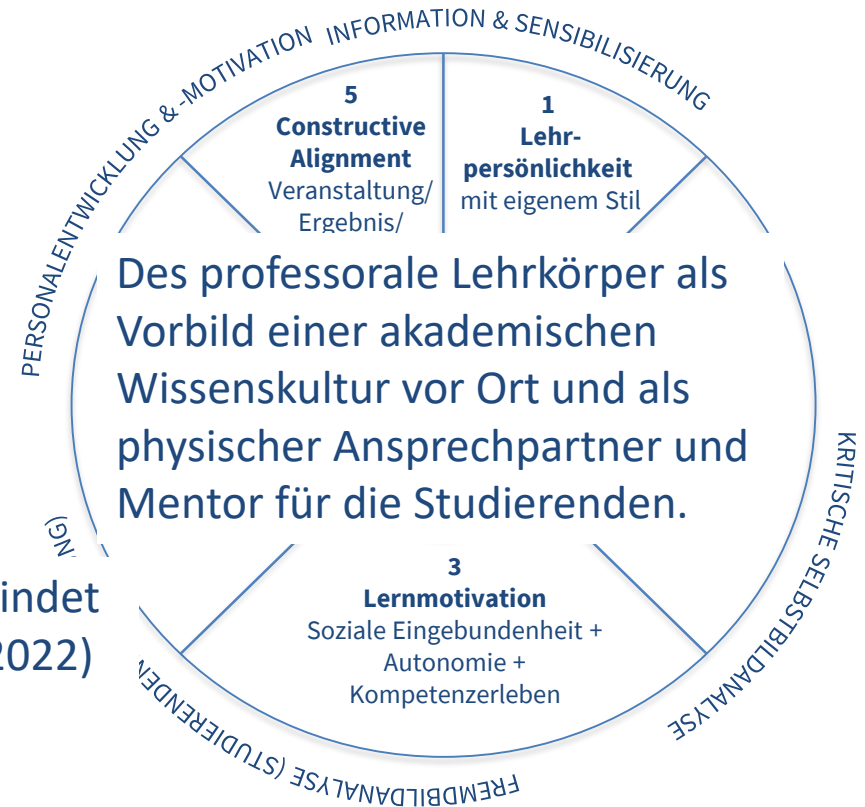 INFORMATION & SENSIBILISIERUNG
PERSONALENTWICKLUNG & -MOTIVATION
5
Constructive
Alignment
Veranstaltung/
Ergebnis/
1
Lehr-
persönlichkeit
mit eigenem Stil
Des professorale Lehrkörper als
Vorbild einer akademischen
Wissenskultur vor Ort und als
physischer Ansprechpartner und
Mentor für die Studierenden.
KRITISCHE SELBSTBILDANALYSE
NG)
indet
2022)
3
Lernmotivation
Soziale Eingebundenheit +
Autonomie +
Kompetenzerleben
FREMDBILDANALYSE (STUDIERENDEN